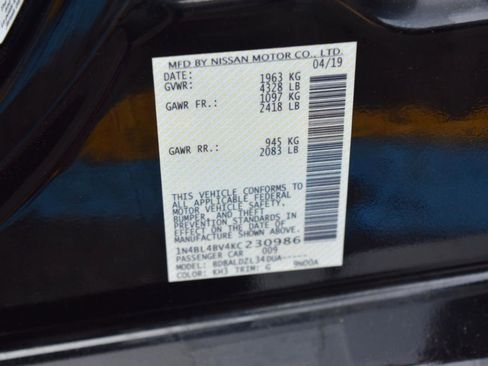 MFD BY NISSAN MOTOR CO., LTD.
DATE: 04/19
GVWR: 1963 KG
4328 LB
GAWR FR: 1097 KG
2418 LB
GAWR RR: 945 KG
2083 LB
THIS VEHICLE CONFORMS TO
ALL APPLICABLE FEDERAL
MOTOR VEHICLE SAFETY,
BUMPER, AND THEFT
PREVENTION STANDARDS IN
EFFECT ON THE DATE OF
MANUFACTURE SHOWN ABOVE.
1N4BL4BV4KC230986
PASSENGER CAR 009
MODEL: BDBALDZL34DUA-----
COLOR: KH3 TRIM: G 9N00A